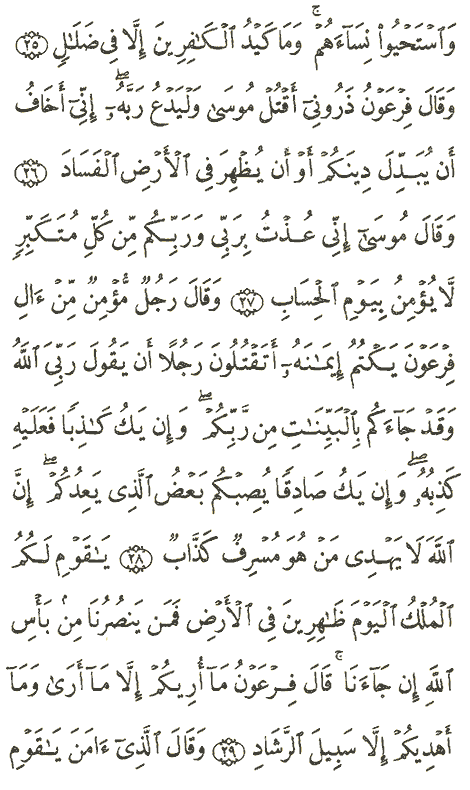 وَٱسۡتَحۡيُواْ نِسَآءَهُمۡۚ وَمَا كَيۡدُ ٱلۡكَٰفِرِينَ إِلَّا فِي ضَلَٰلٖ ٢٥
وَقَالَ فِرۡعَوۡنُ ذَرُونِيٓ أَقۡتُلۡ مُوسَىٰ وَلۡيَدۡعُ رَبَّهُۥٓۖ إِنِّيٓ أَخَافُ
أَن يُبَدِّلَ دِينَكُمۡ أَوۡ أَن يُظۡهِرَ فِي ٱلۡأَرۡضِ ٱلۡفَسَادَ ٢٦
وَقَالَ مُوسَىٰٓ إِنِّي عُذۡتُ بِرَبِّي وَرَبِّكُم مِّن كُلِّ مُتَكَبِّرٖ
لَّا يُؤۡمِنُ بِيَوۡمِ ٱلۡحِسَابِ ٢٧ وَقَالَ رَجُلٞ مُّؤۡمِنٞ مِّنۡ ءَالِ
فِرۡعَوۡنَ يَكۡتُمُ إِيمَٰنَهُۥٓ أَتَقۡتُلُونَ رَجُلًا أَن يَقُولَ رَبِّيَ ٱللَّهُ
وَقَدۡ جَآءَكُم بِٱلۡبَيِّنَٰتِ مِن رَّبِّكُمۡۖ وَإِن يَكُ كَٰذِبٗا فَعَلَيۡهِ
كَذِبُهُۥۖ وَإِن يَكُ صَادِقٗا يُصِبۡكُم بَعۡضُ ٱلَّذِي يَعِدُكُمۡۖ إِنَّ
ٱللَّهَ لَا يَهۡدِي مَنۡ هُوَ مُسۡرِفٞ كَذَّابٞ ٢٨ يَٰقَوۡمِ لَكُمُ
ٱلۡمُلۡكُ ٱلۡيَوۡمَ ظَٰهِرِينَ فِي ٱلۡأَرۡضِ فَمَن يَنصُرُنَا مِنۢ بَأۡسِ
ٱللَّهِ إِن جَآءَنَاۚ قَالَ فِرۡعَوۡنُ مَآ أُرِيكُمۡ إِلَّا مَآ أَرَىٰ وَمَآ
أَهۡدِيكُمۡ إِلَّا سَبِيلَ ٱلرَّشَادِ ٢٩ وَقَالَ ٱلَّذِيٓ ءَامَنَ يَٰقَوۡمِ